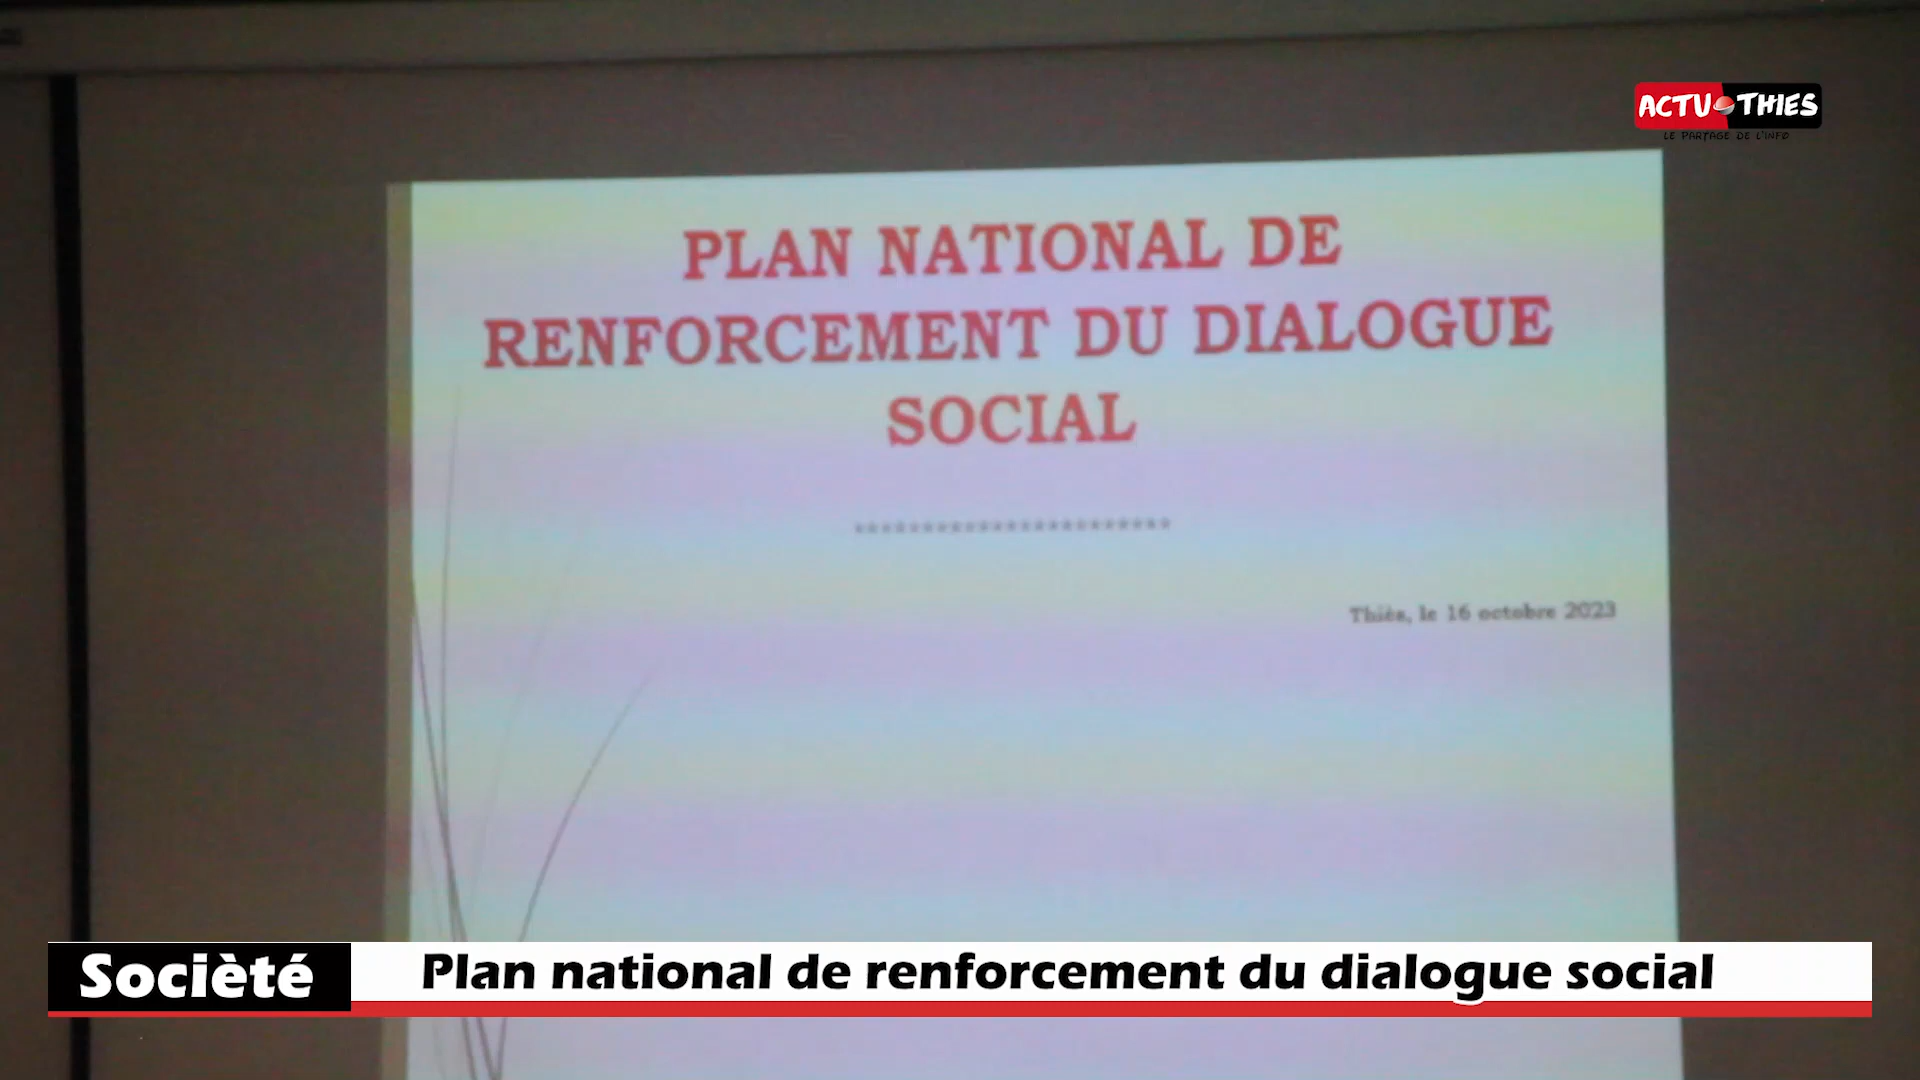 ACTU THIES
LE PARTAGE DE L'INFO
PLAN NATIONAL DE
RENFORCEMENT DU DIALOGUE
SOCIAL
***********************
Thiès, le 16 octobre 2023
Socièté
Plan national de renforcement du dialogue social